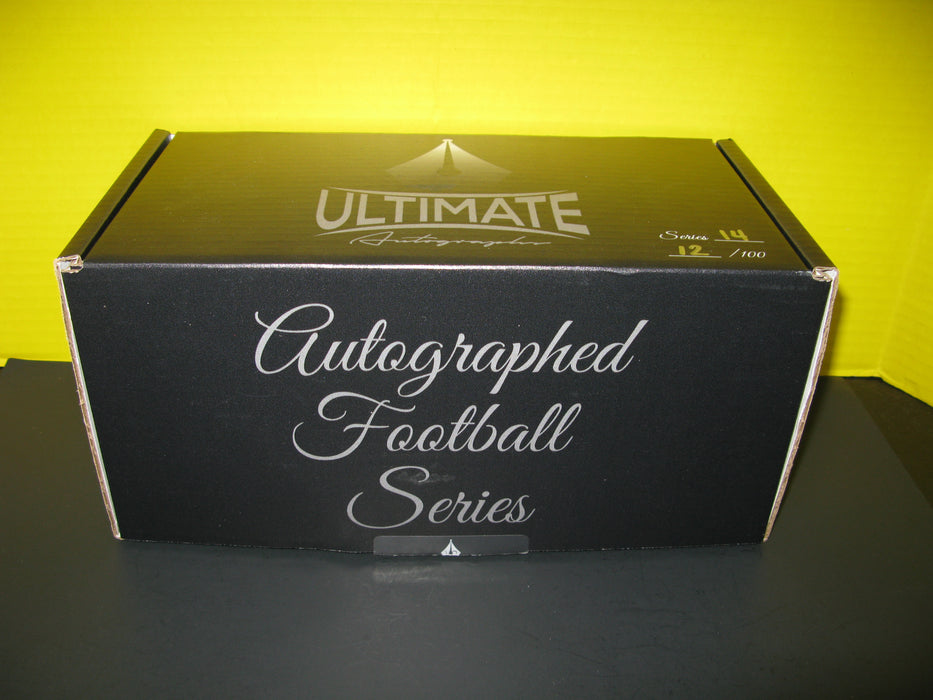 ULTIMATE
Autographs
Series 14
12 /100
Autographed
Football
Series